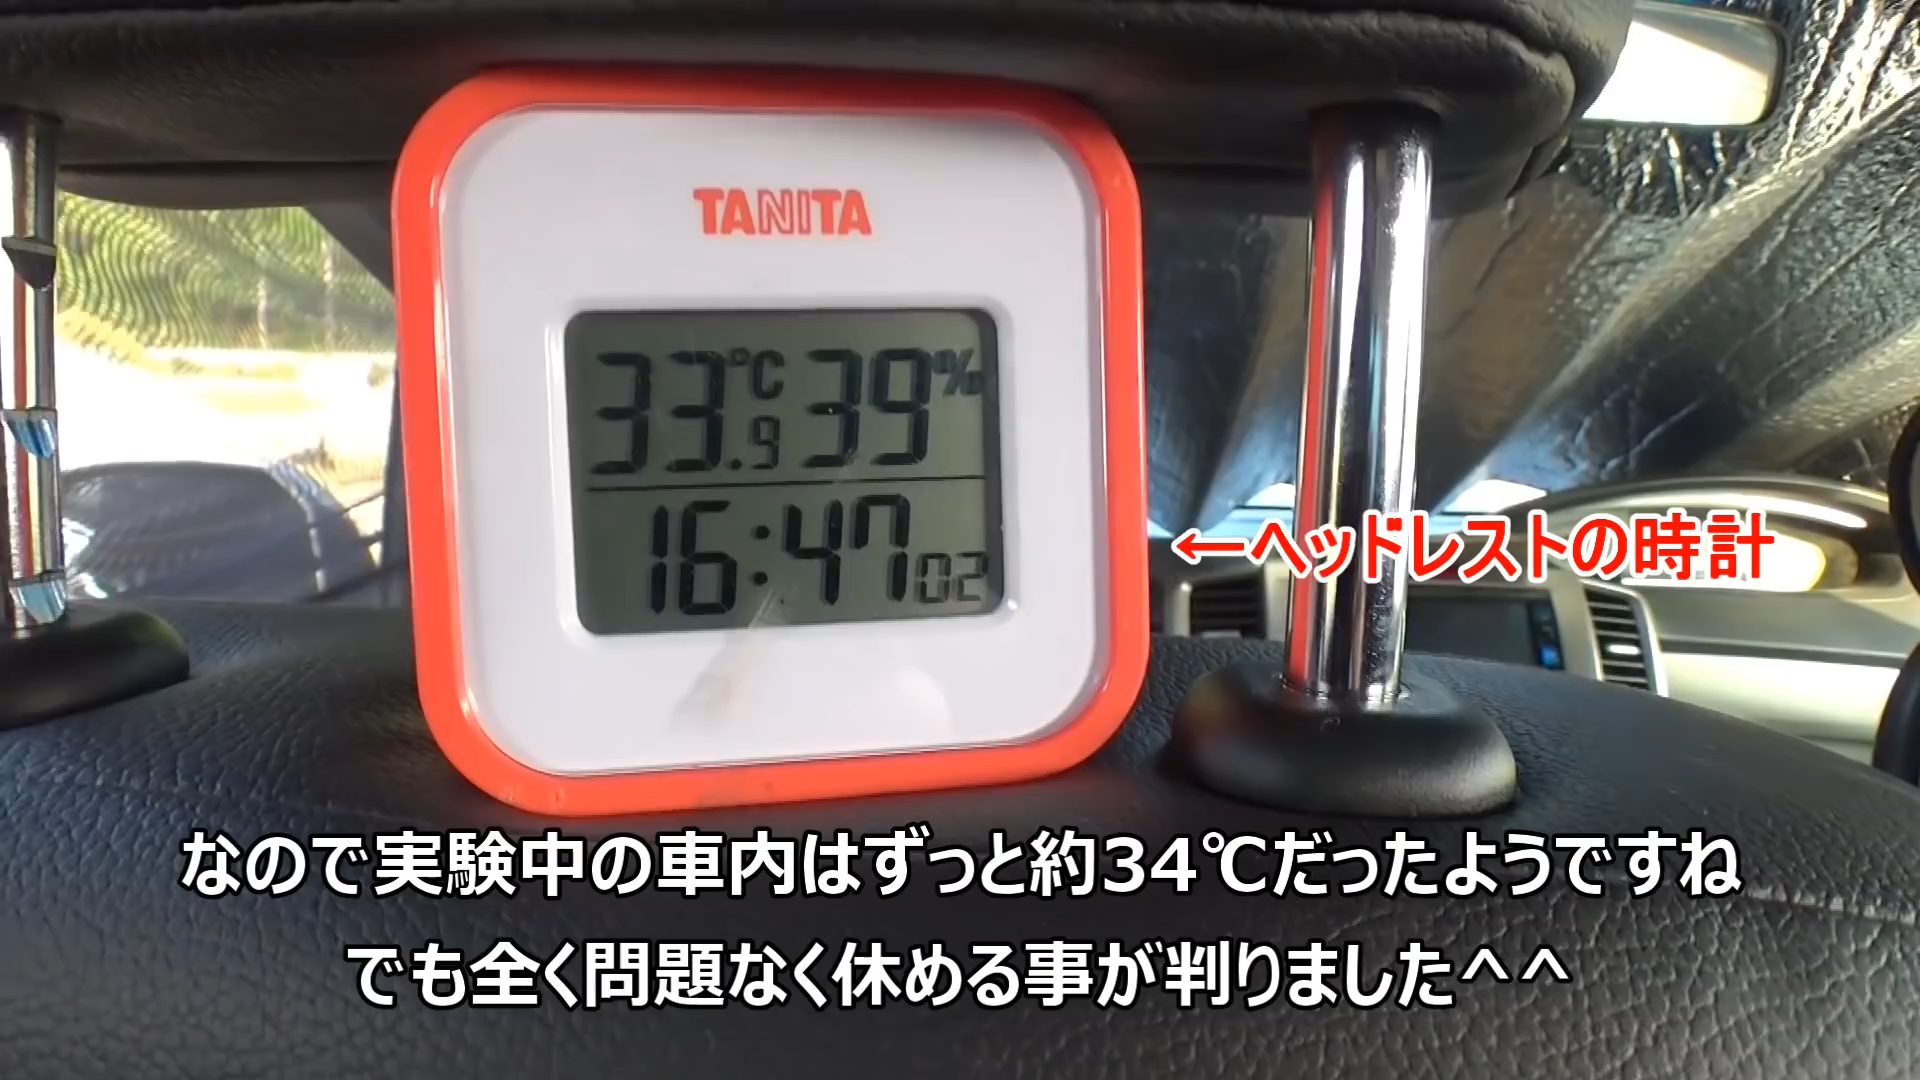 TANITA
33.9℃ 39%
16:47 02
←ヘッドレストの時計
なので実験中の車内はずっと約34℃だったようですね
でも全く問題なく休める事が判りました^^